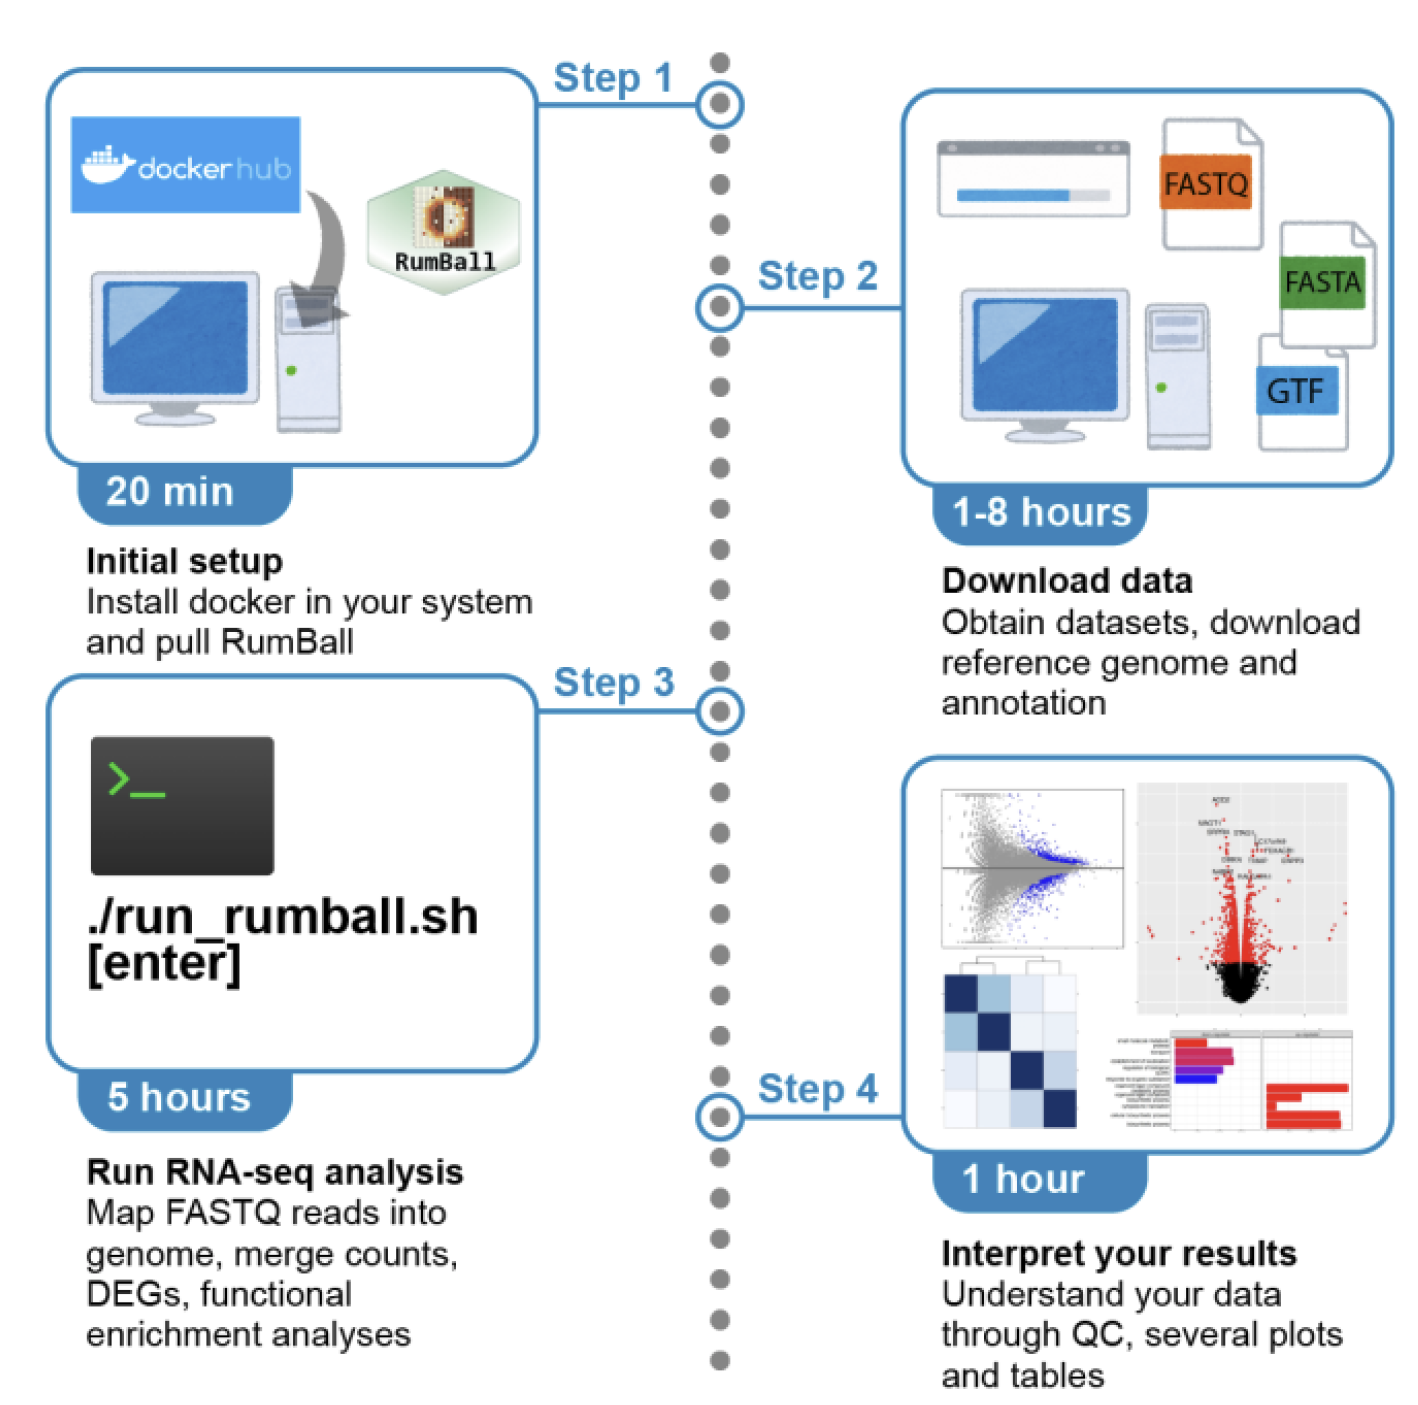 Step 1
dockerhub
RumBall
20 min
Initial setup
Install docker in your system
and pull RumBall
Step 2
FASTQ
FASTA
GTF
1-8 hours
Download data
Obtain datasets, download
reference genome and
annotation
Step 3
>_
./run_rumball.sh
[enter]
5 hours
Run RNA-seq analysis
Map FASTQ reads into
genome, merge counts,
DEGs, functional
enrichment analyses
Step 4
1 hour
Interpret your results
Understand your data
through QC, several plots
and tables